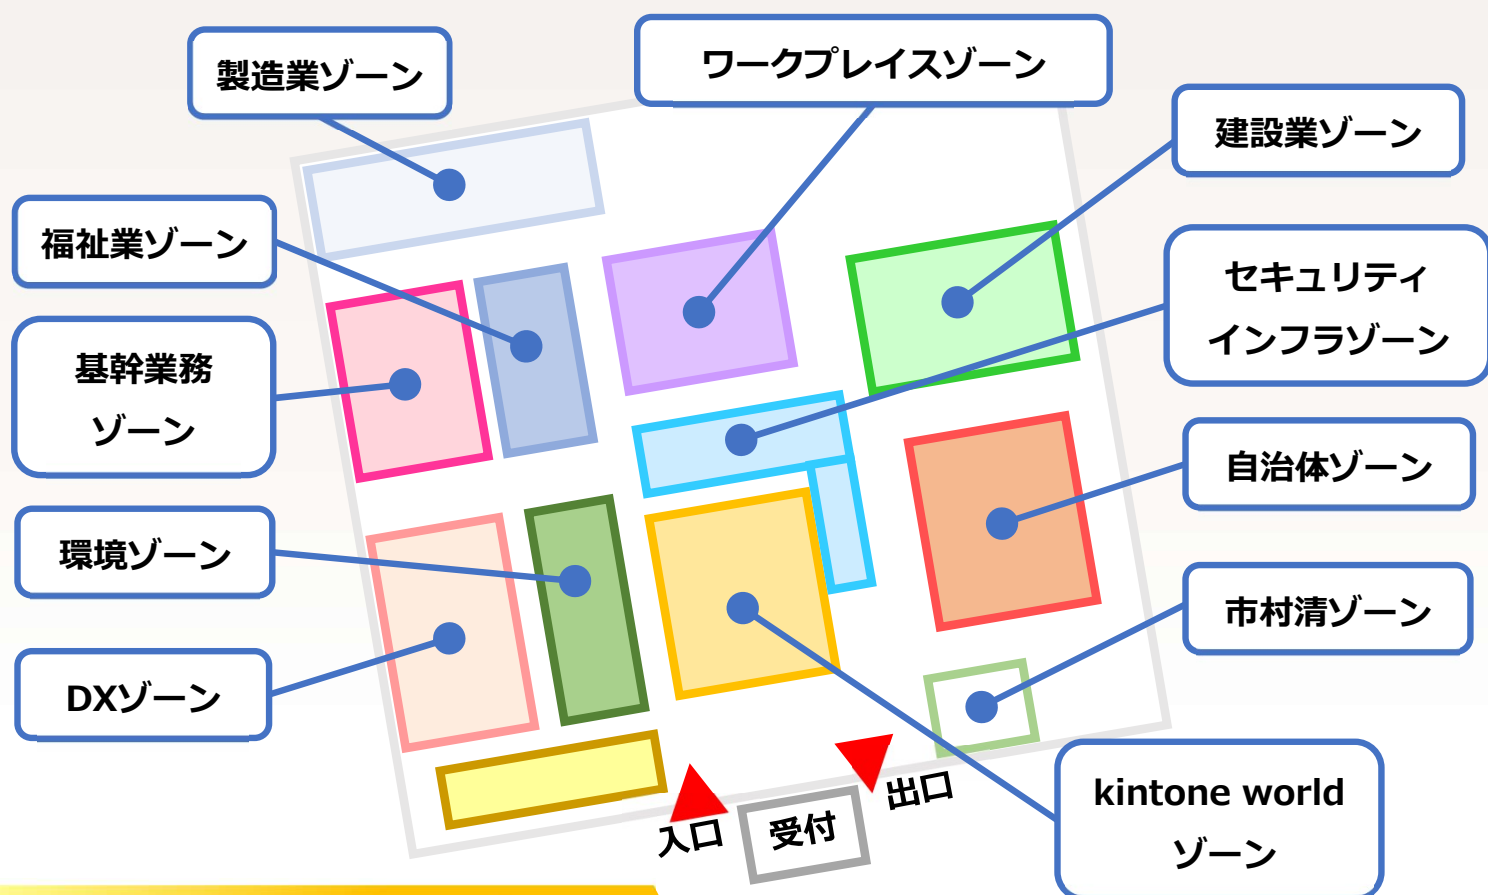 製造業ゾーン
ワークプレイスゾーン
建設業ゾーン
福祉業ゾーン
セキュリティ
インフラゾーン
基幹業務
ゾーン
自治体ゾーン
環境ゾーン
市村清ゾーン
DXゾーン
kintone world
ゾーン
入口
受付
出口